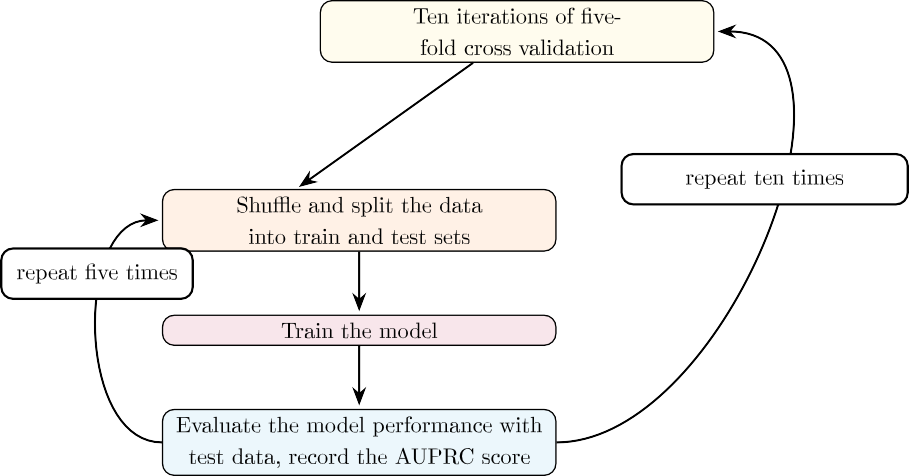 Ten iterations of five-
fold cross validation
repeat ten times
Shuffle and split the data
into train and test sets
repeat five times
Train the model
Evaluate the model performance with
test data, record the AUPRC score